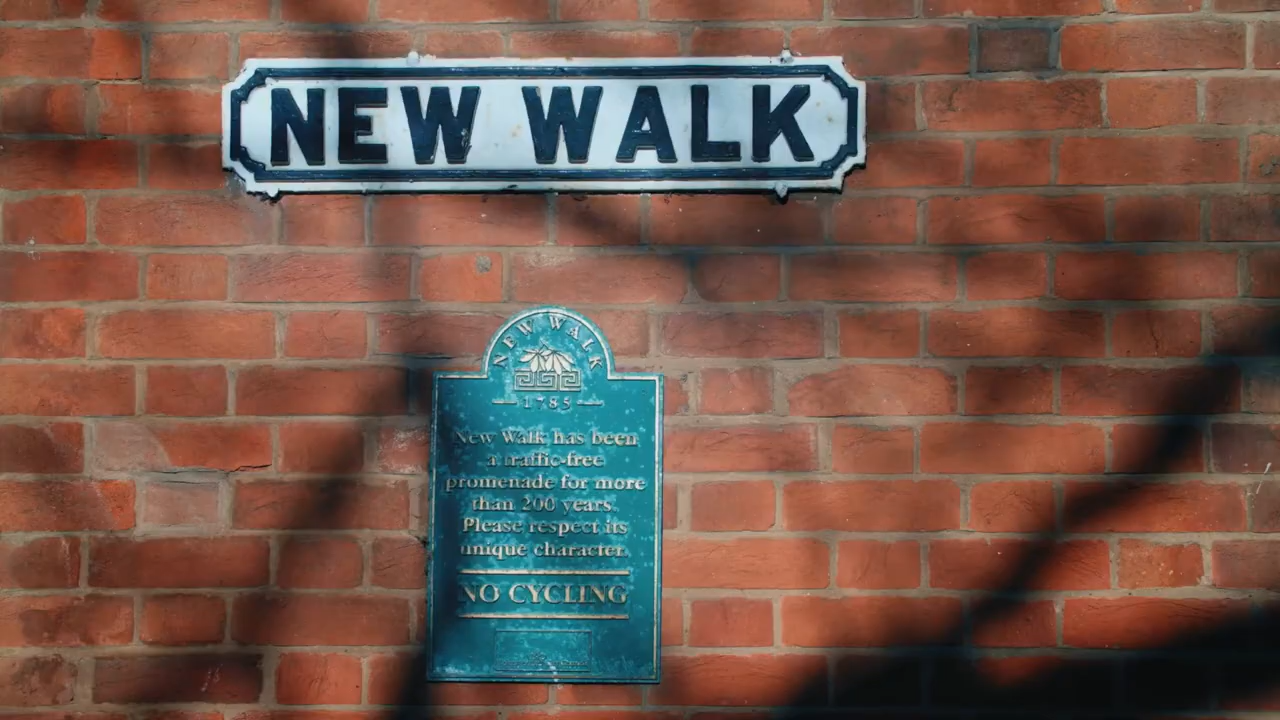 NEW WALK
NEW WALK
1785
New Walk has been
a traffic-free
promenade for more
than 200 years.
Please respect its
unique character.
NO CYCLING